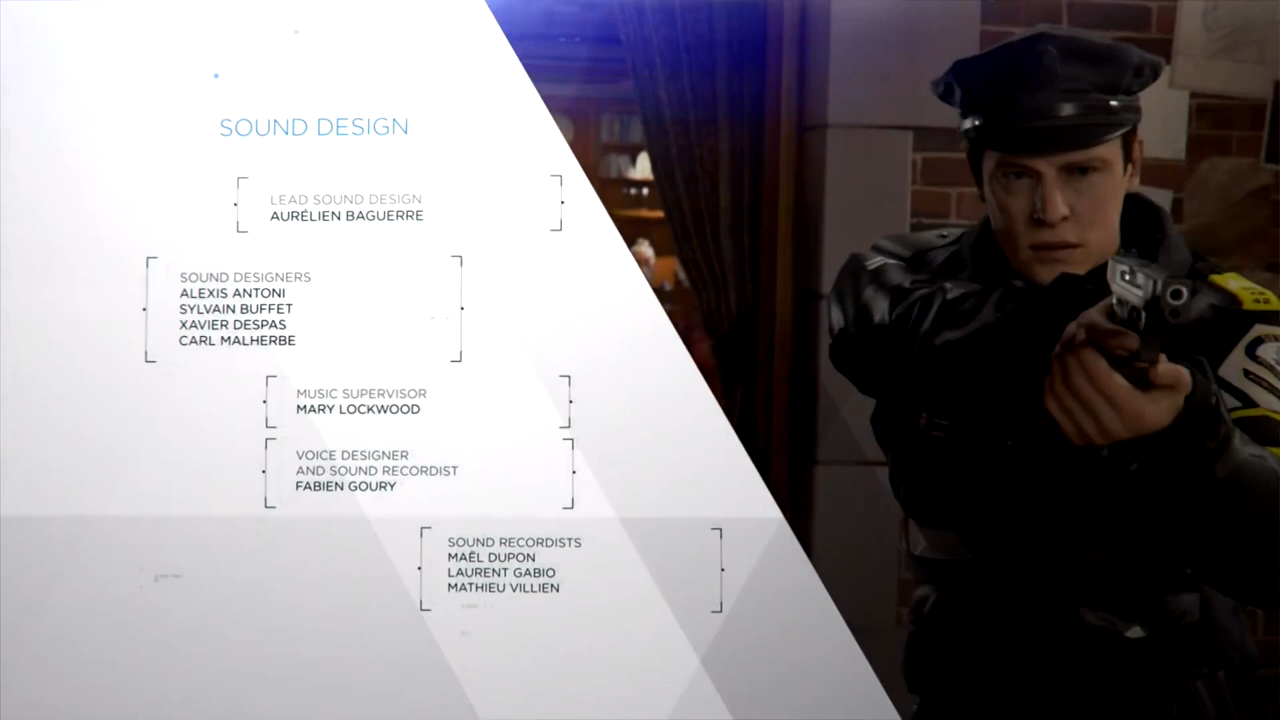 SOUND DESIGN
LEAD SOUND DESIGN
AURÉLIEN BAGUERRE
SOUND DESIGNERS
ALEXIS ANTONI
SYLVAIN BUFFET
XAVIER DESPAS
CARL MALHERBE
MUSIC SUPERVISOR
MARY LOCKWOOD
VOICE DESIGNER
AND SOUND RECORDIST
FABIEN GOURY
SOUND RECORDISTS
MAËL DUPON
LAURENT GABIO
MATHIEU VILLIEN